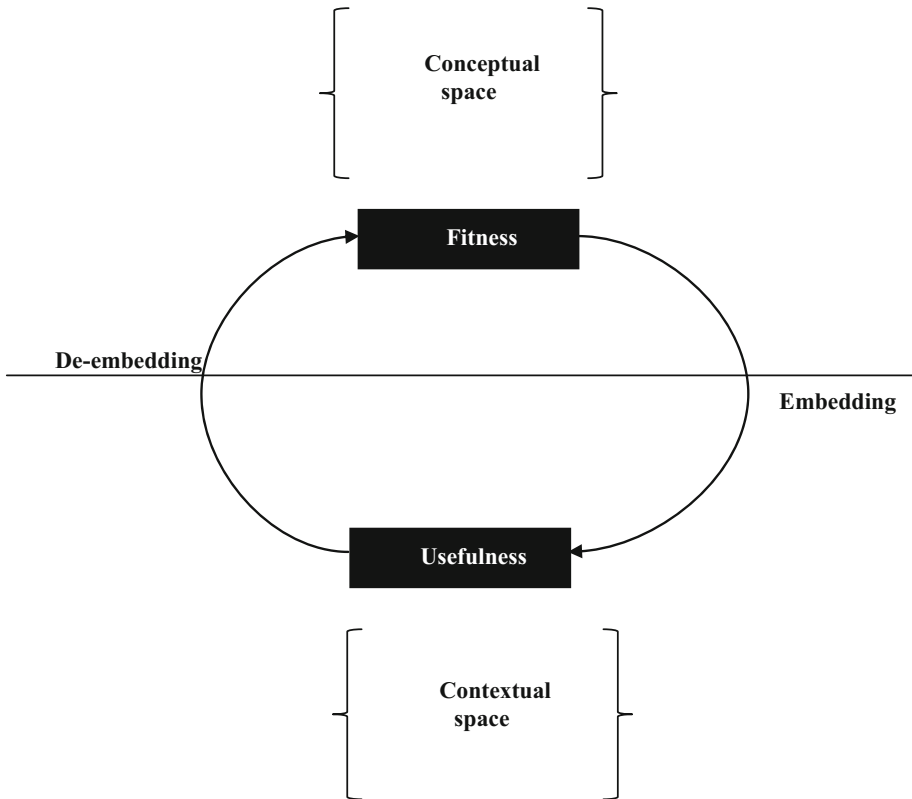 Conceptual
space
Fitness
De-embedding
Embedding
Usefulness
Contextual
space